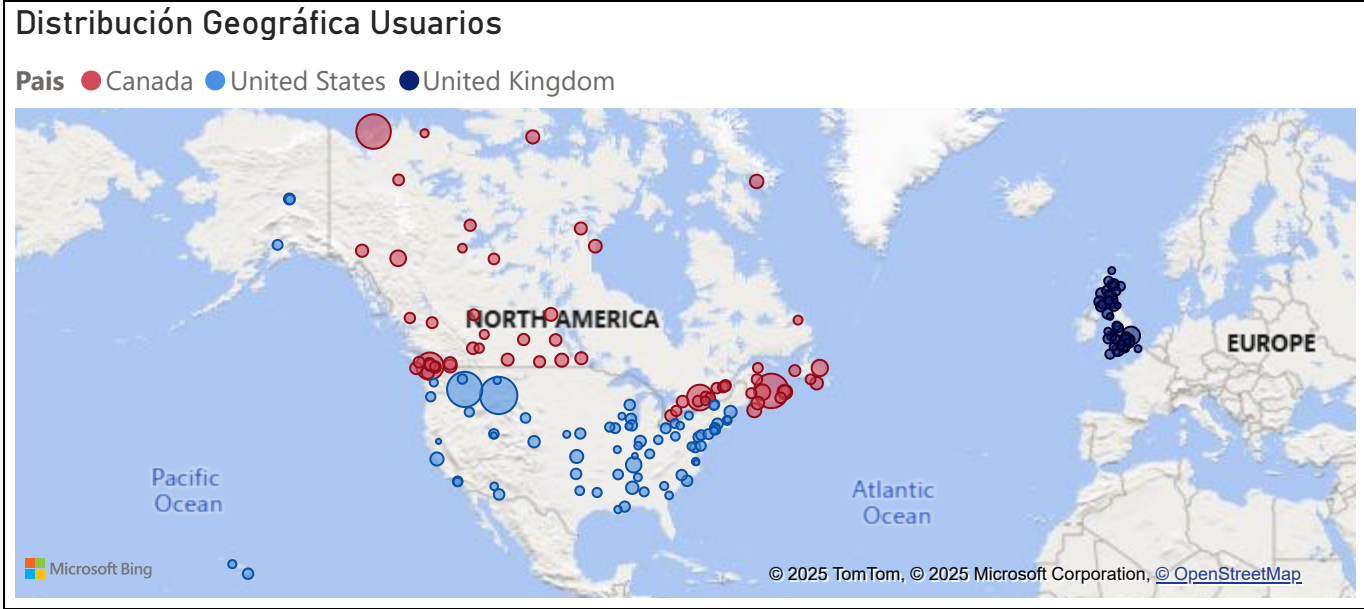 Distribución Geográfica Usuarios
Pais Canada United States United Kingdom
NORTH AMERICA
EUROPE
Pacific
Ocean
Atlantic
Ocean
Microsoft Bing
© 2025 TomTom, © 2025 Microsoft Corporation, © OpenStreetMap